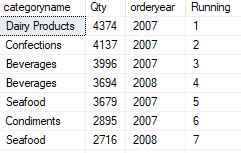 categoryname Qty orderyear Running
Dairy Products 4374 2007 1
Confections 4137 2007 2
Beverages 3996 2007 3
Beverages 3694 2008 4
Seafood 3679 2007 5
Condiments 2895 2007 6
Seafood 2716 2008 7